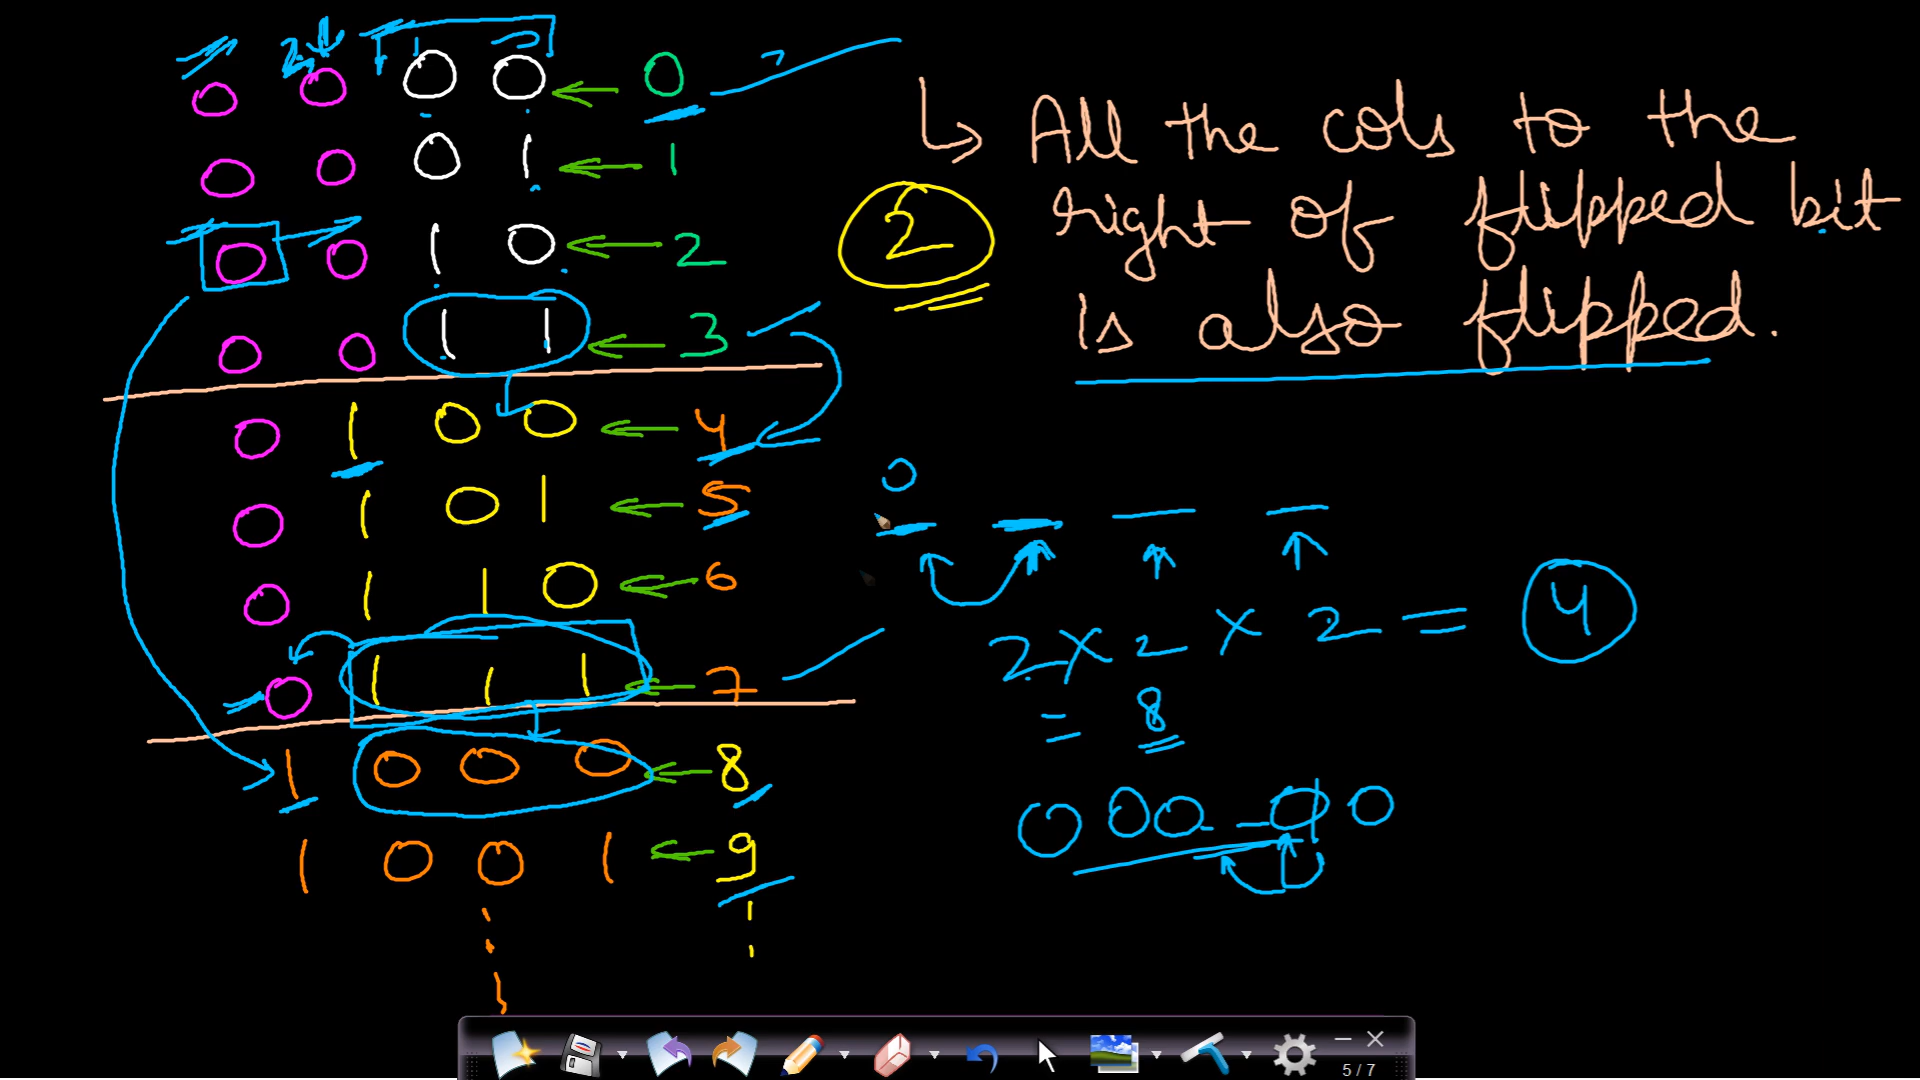 0 0 0 0 ← 0
0 0 0 1 ← 1
0 0 1 0 ← 2
0 0 1 1 ← 3
0 1 0 0 ← 4
0 1 0 1 ← 5
0 1 1 0 ← 6
0 1 1 1 ← 7
1 0 0 0 ← 8
1 0 0 1 ← 9
2
All the cols to the
right of flipped bit
is also flipped.
0
2 × 2 × 2 = 4
= 8
5 / 7